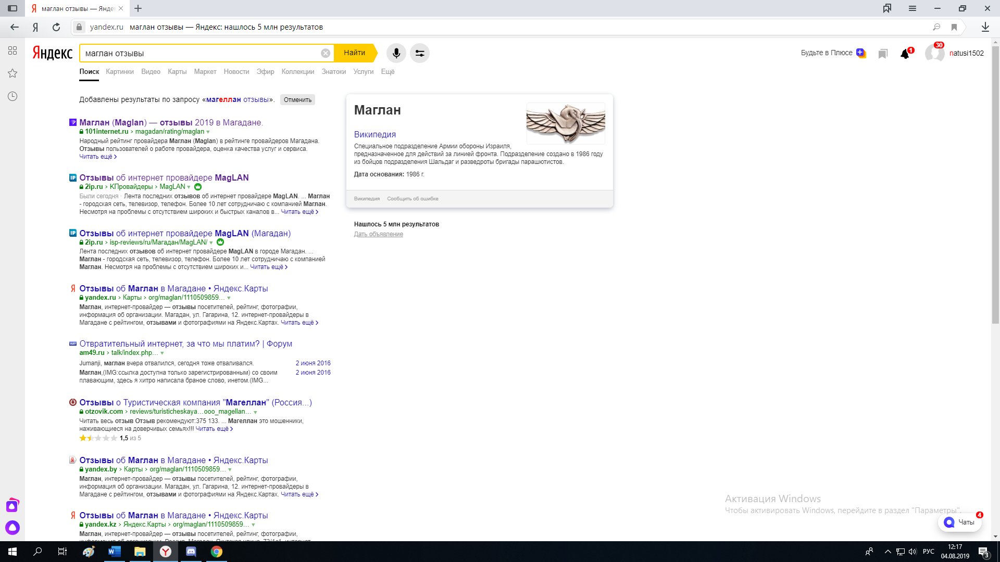 маглан отзывы — Янде
yandex.ru маглан отзывы — Яндекс: нашлось 5 млн результатов
Яндекс
маглан отзывы
Найти
Будьте в Плюсе
1
30
natusi1502
Поиск Картинки Видео Карты Маркет Новости Эфир Коллекции Знатоки Услуги Ещё
Добавлены результаты по запросу «магеллан отзывы». Отменить
Маглан (Maglan) — отзывы 2019 в Магадане.
101internet.ru › magadan/rating/maglan
Народный рейтинг провайдера Маглан (Maglan) в рейтинге провайдеров Магадана.
Отзывы пользователей о работе провайдера, оценка качества услуг и сервиса.
Читать ещё >
Отзывы об интернет провайдере MagLAN
2ip.ru › КПровайдеры › MagLAN
Были сегодня · Лента последних отзывов об интернет провайдере MagLAN. ... Маглан
- городская сеть, телевизор, телефон. Более 10 лет сотрудничаю с компанией Маглан.
Несмотря на проблемы с отсутствием широких и быстрых каналов в... Читать ещё >
Отзывы об интернет провайдере MagLAN (Магадан)
2ip.ru › isp-reviews/ru/Магадан/MagLAN/
Лента последних отзывов об интернет провайдере MagLAN в городе Магадан. ...
Маглан - городская сеть, телевизор, телефон. Более 10 лет сотрудничаю с компанией
Маглан. Несмотря на проблемы с отсутствием широких и... Читать ещё >
Отзывы об Маглан в Магадане • Яндекс.Карты
yandex.ru › Карты › org/maglan/1110509859...
Маглан, интернет-провайдер — отзывы посетителей, рейтинг, фотографии,
информация об организации. Магадан, ул. Гагарина, 12. интернет-провайдеры в
Магадане с рейтингом, отзывами и фотографиями на Яндекс.Картах. Читать ещё >
Отвратительный интернет, за что мы платим? | Форум
am49.ru › talk/index.php...
Jumanji, маглан вчера отвалился, сегодня тоже отваливался. 2 июня 2016
Маглан,(IMG:ссылка доступна только зарегистрированным) со своим 2 июня 2016
плавающим, здесь я хитро написала браное слово, инетом.(IMG...
Отзывы о Туристическая компания "Магеллан" (Россия...)
otzovik.com › reviews/turisticheskaya...ooo_magellan...
Читать весь отзыв Отзыв рекомендуют:375 133. ... Магеллан это мошенники,
наживающиеся на доверчивых семьях!!! Читать ещё >
1,5 из 5
Отзывы об Маглан в Магадане • Яндекс.Карты
yandex.by › Карты › org/maglan/1110509859...
Маглан, интернет-провайдер — отзывы посетителей, рейтинг, фотографии,
информация об организации. Магадан, ул. Гагарина, 12. интернет-провайдеры в
Магадане с рейтингом, отзывами и фотографиями на Яндекс.Картах. Читать ещё >
Отзывы об Маглан в Магадане • Яндекс.Карты
yandex.kz › Яндекс.Карты › org/maglan/1110509859...
Маглан, интернет-провайдер — отзывы посетителей, рейтинг, фотографии,
Маглан
Википедия
Специальное подразделение Армии обороны Израиля,
предназначенное для действий за линией фронта. Подразделение создано в 1986 году
из бойцов подразделения Шальдаг и разведроты бригады парашютистов.
Дата основания: 1986 г.
Википедия Сообщить об ошибке
Нашлось 5 млн результатов
Дать объявление
Активация Windows
Чтобы активировать Windows, перейдите в раздел "Параметры".
Чаты
4
РУС
12:17
04.08.2019
3